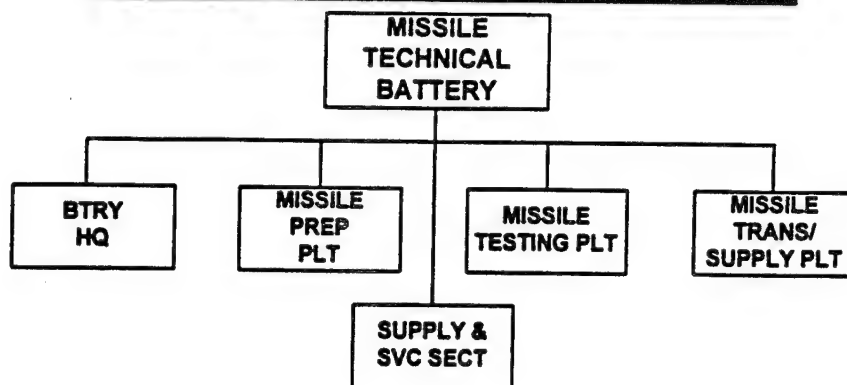 MISSILE
TECHNICAL
BATTERY
BTRY
HQ
MISSILE
PREP
PLT
MISSILE
TESTING PLT
MISSILE
TRANS/
SUPPLY PLT
SUPPLY &
SVC SECT